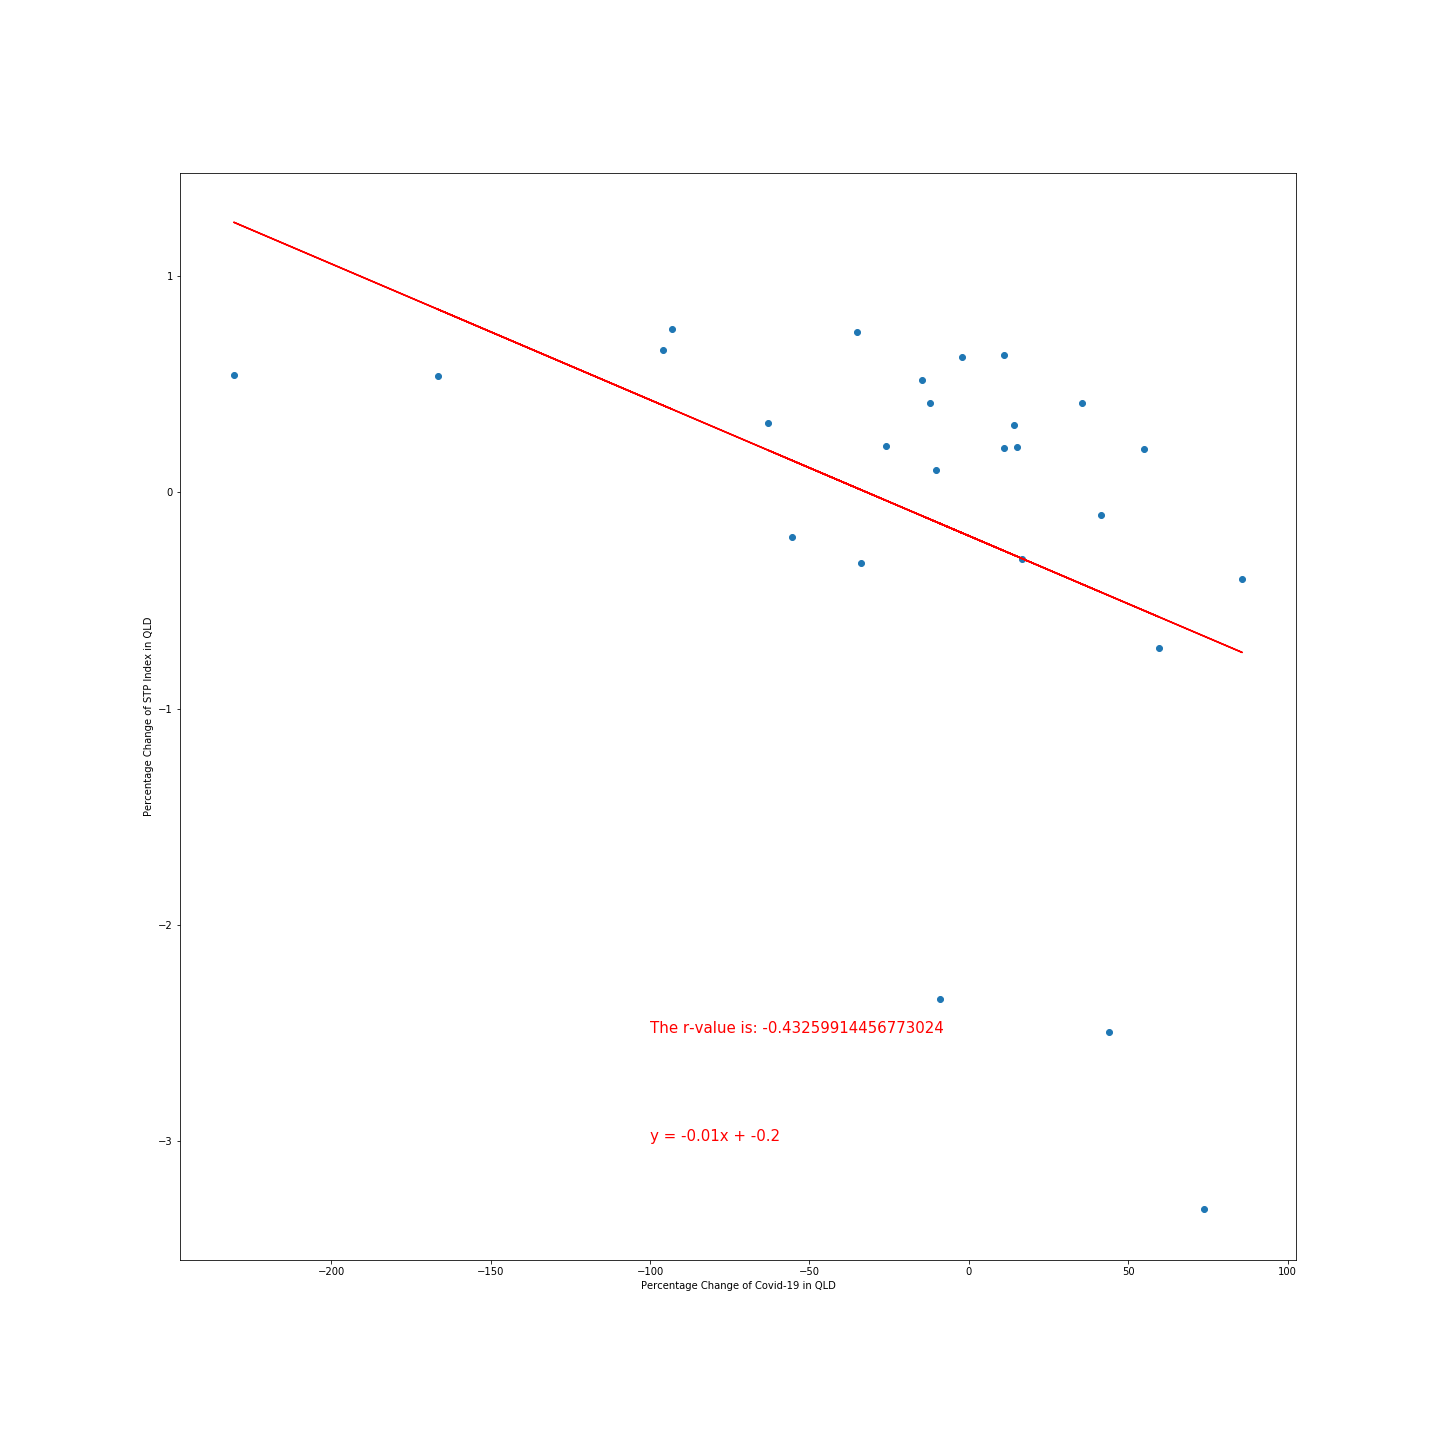 1
0
−1
−2
−3
Percentage Change of STP Index in QLD
The r-value is: -0.43259914456773024
y = -0.01x + -0.2
−200 −150 −100 −50 0 50 100
Percentage Change of Covid-19 in QLD